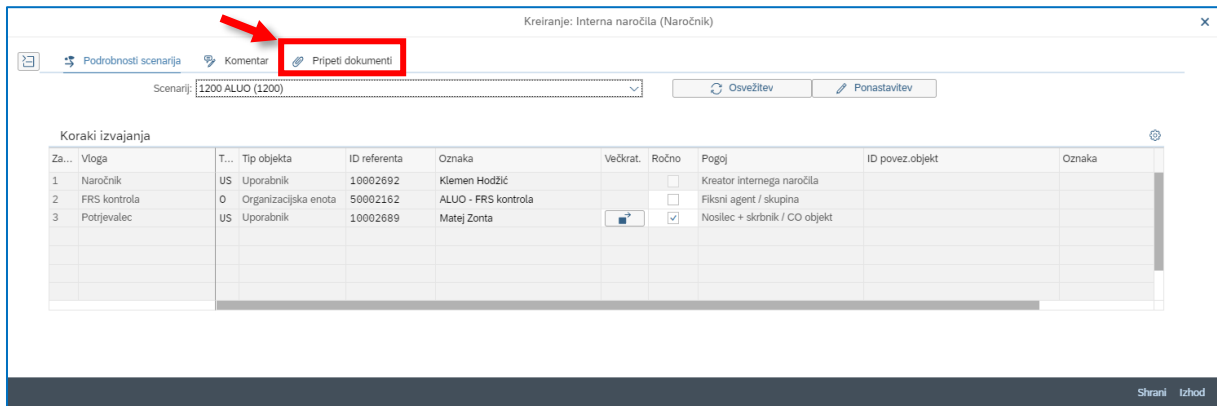 Kreiranje: Interna naročila (Naročnik)
Podrobnosti scenarija Komentar Pripeti dokumenti
Scenarij: 1200 ALUO (1200) Osvežitev Ponastavitev
Koraki izvajanja
Za... Vloga T... Tip objekta ID referenta Oznaka Večkrat. Ročno Pogoj ID povez.objekt Oznaka
1 Naročnik US Uporabnik 10002692 Klemen Hodžić Kreator internega naročila
2 FRS kontrola O Organizacijska enota 50002162 ALUO - FRS kontrola Fiksni agent / skupina
3 Potrjevalec US Uporabnik 10002689 Matej Zonta Nosilec + skrbnik / CO objekt
Shrani Izhod